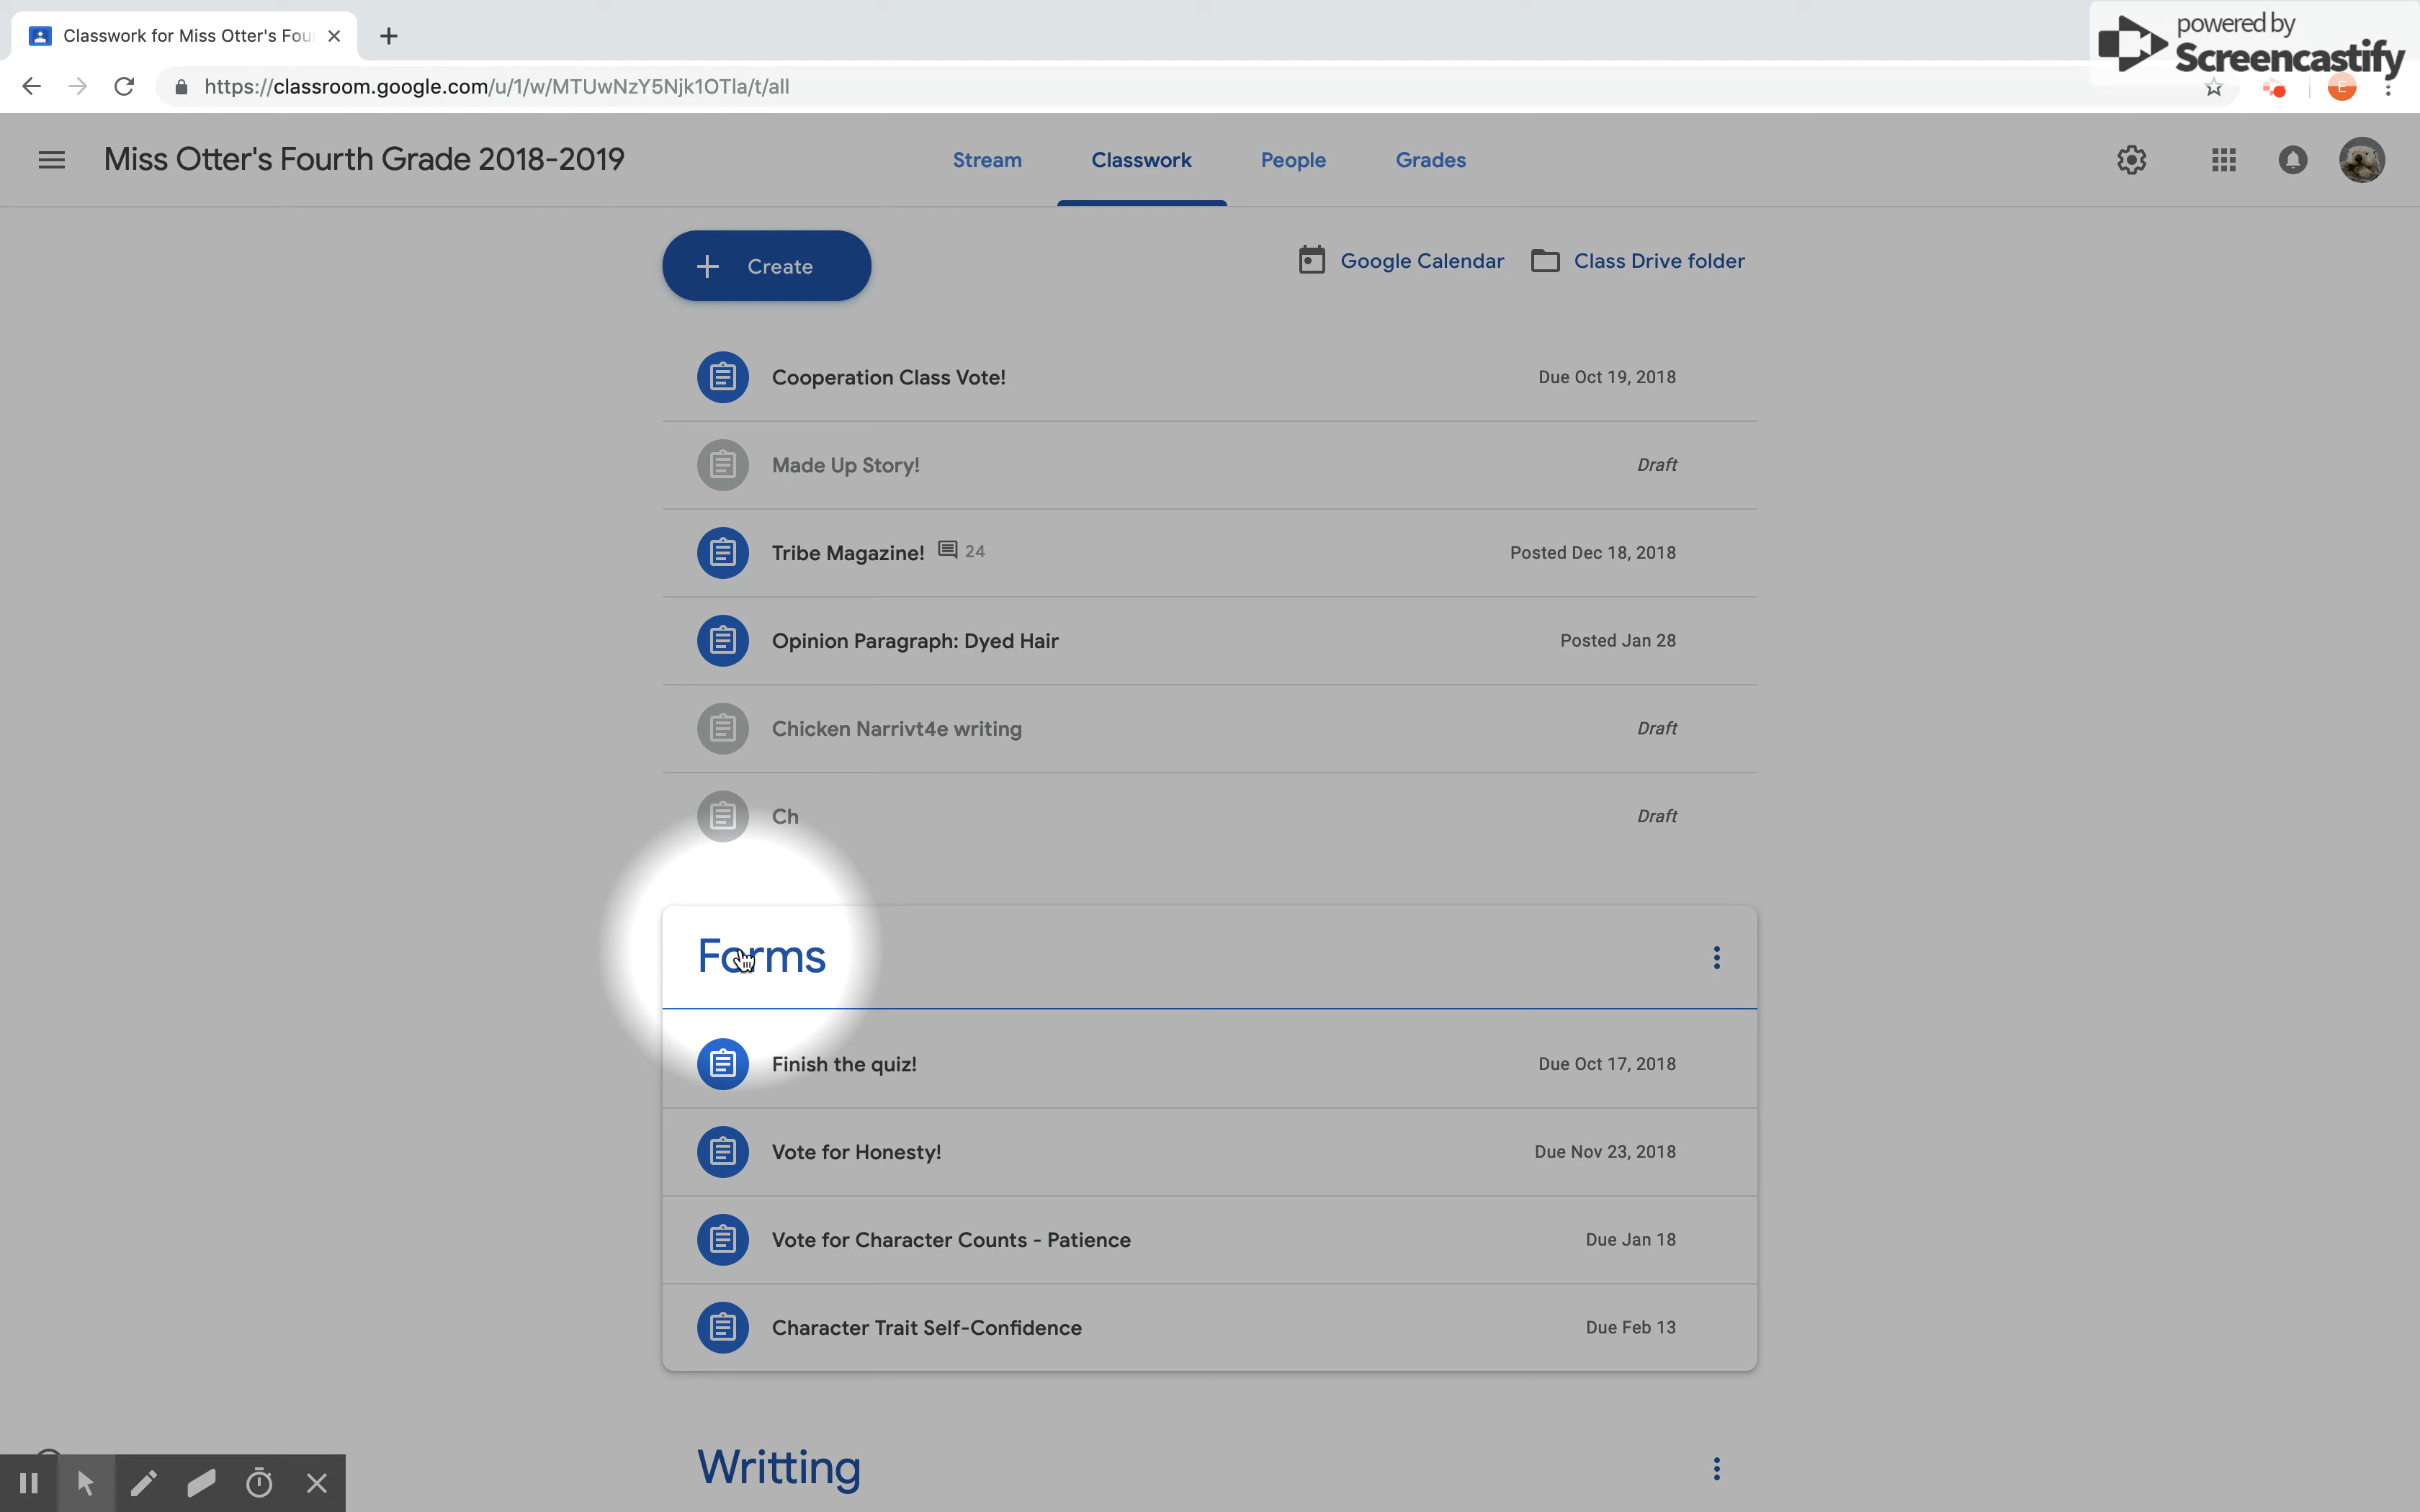 Classwork for Miss Otter's Fou
powered by
Screencastify
https://classroom.google.com/u/1/w/MTUwNzY5Njk1OTla/t/all
E
Miss Otter's Fourth Grade 2018-2019
Stream
Classwork
People
Grades
Create
Google Calendar
Class Drive folder
Cooperation Class Vote!
Due Oct 19, 2018
Made Up Story!
Draft
Tribe Magazine! 24
Posted Dec 18, 2018
Opinion Paragraph: Dyed Hair
Posted Jan 28
Chicken Narrivt4e writing
Draft
Ch
Draft
Forms
Finish the quiz!
Due Oct 17, 2018
Vote for Honesty!
Due Nov 23, 2018
Vote for Character Counts - Patience
Due Jan 18
Character Trait Self-Confidence
Due Feb 13
Writting